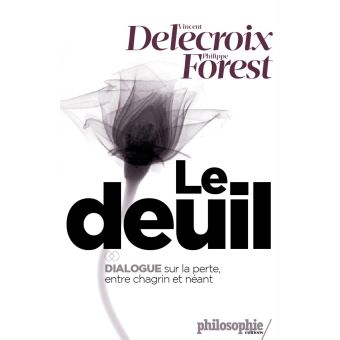 Vincent
Delecroix
Philippe
Forest
Le
deuil
DIALOGUE sur la perte,
entre chagrin et néant
philosophie/
éditions